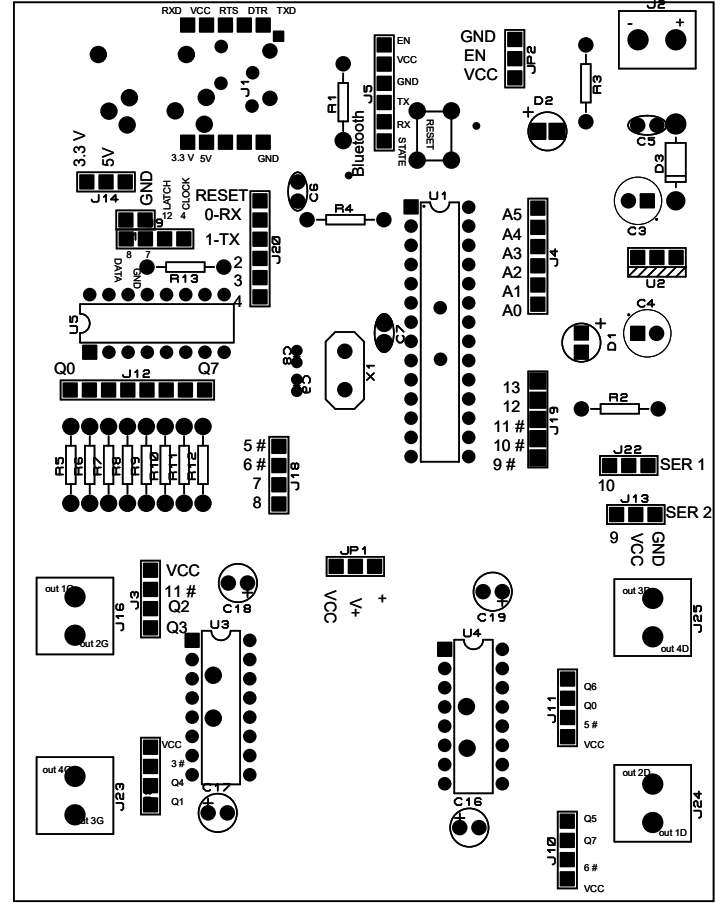 RXD VCC RTS DTR TXD
J1
3.3 V 5V GND
EN
VCC
GND
TX
RX
STATE
J5
Bluetooth
R1
RESET
GND
EN
VCC
JP2
D2
+
R3
J2
- +
C5
D3
C3
U2
C4
D1
+
3.3 V
5V
J14
GND
LATCH
12
CLOCK
4
9
8 7
DATA
GND
R13
RESET
0-RX
1-TX
2
3
4
J20
C6
R4
U1
A5
A4
A3
A2
A1
A0
J4
U5
C7
C8
C9
X1
Q0 J12 Q7
R5
R6
R7
R8
R9
R10
R11
R12
5 #
6 #
7
8
J18
13
12
11 #
10 #
9 #
J19
R2
J22
SER 1
10
J13
SER 2
9
VCC
GND
JP1
VCC
V+
+
out 1G
out 2G
J16
J3
VCC
11 #
Q2
Q3
C18
+
U3
C19
+
U4
out 3D
out 4D
J25
J11
Q6
Q0
5 #
VCC
out 4G
out 3G
J23
VCC
3 #
Q4
Q1
C17
+
C16
+
out 2D
out 1D
J24
J10
Q5
Q7
6 #
VCC